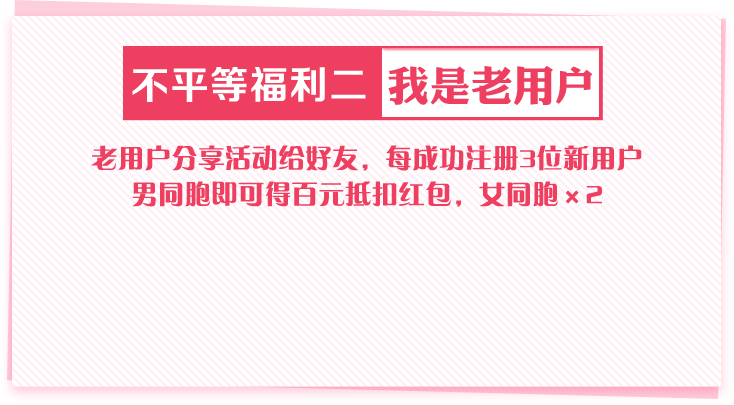 不平等福利二 我是老用户
老用户分享活动给好友，每成功注册3位新用户
男同胞即可得百元抵扣红包，女同胞×2